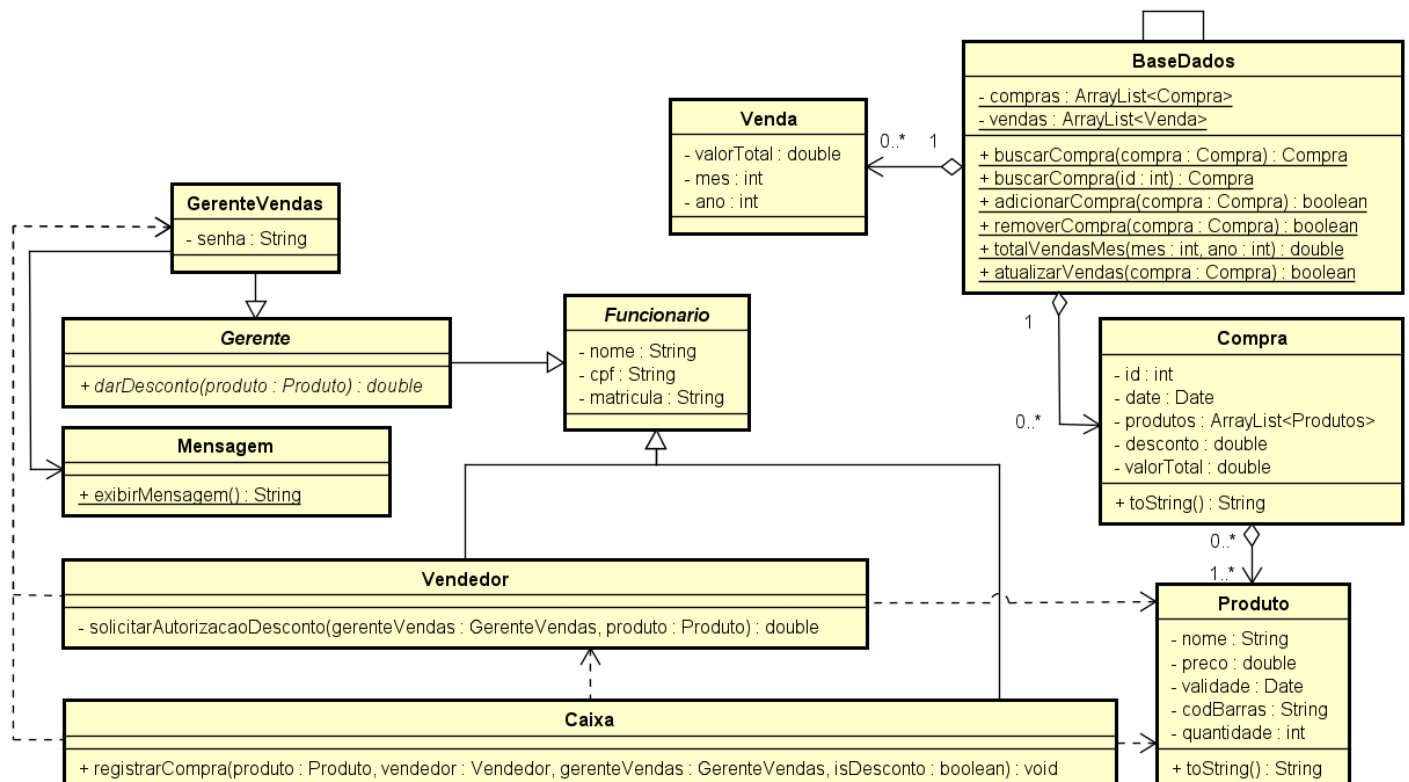 BaseDados
- compras : ArrayList<Compra>
- vendas : ArrayList<Venda>
+ buscarCompra(compra : Compra) : Compra
+ buscarCompra(id : int) : Compra
+ adicionarCompra(compra : Compra) : boolean
+ removerCompra(compra : Compra) : boolean
+ totalVendasMes(mes : int, ano : int) : double
+ atualizarVendas(compra : Compra) : boolean
Venda
- valorTotal : double
- mes : int
- ano : int
0..*
1
GerenteVendas
- senha : String
Gerente
+ darDesconto(produto : Produto) : double
Funcionario
- nome : String
- cpf : String
- matricula : String
1
0..*
Compra
- id : int
- date : Date
- produtos : ArrayList<Produtos>
- desconto : double
- valorTotal : double
+ toString() : String
Mensagem
+ exibirMensagem() : String
0..*
1..*
Vendedor
- solicitarAutorizacaoDesconto(gerenteVendas : GerenteVendas, produto : Produto) : double
Produto
- nome : String
- preco : double
- validade : Date
- codBarras : String
- quantidade : int
+ toString() : String
Caixa
+ registrarCompra(produto : Produto, vendedor : Vendedor, gerenteVendas : GerenteVendas, isDesconto : boolean) : void